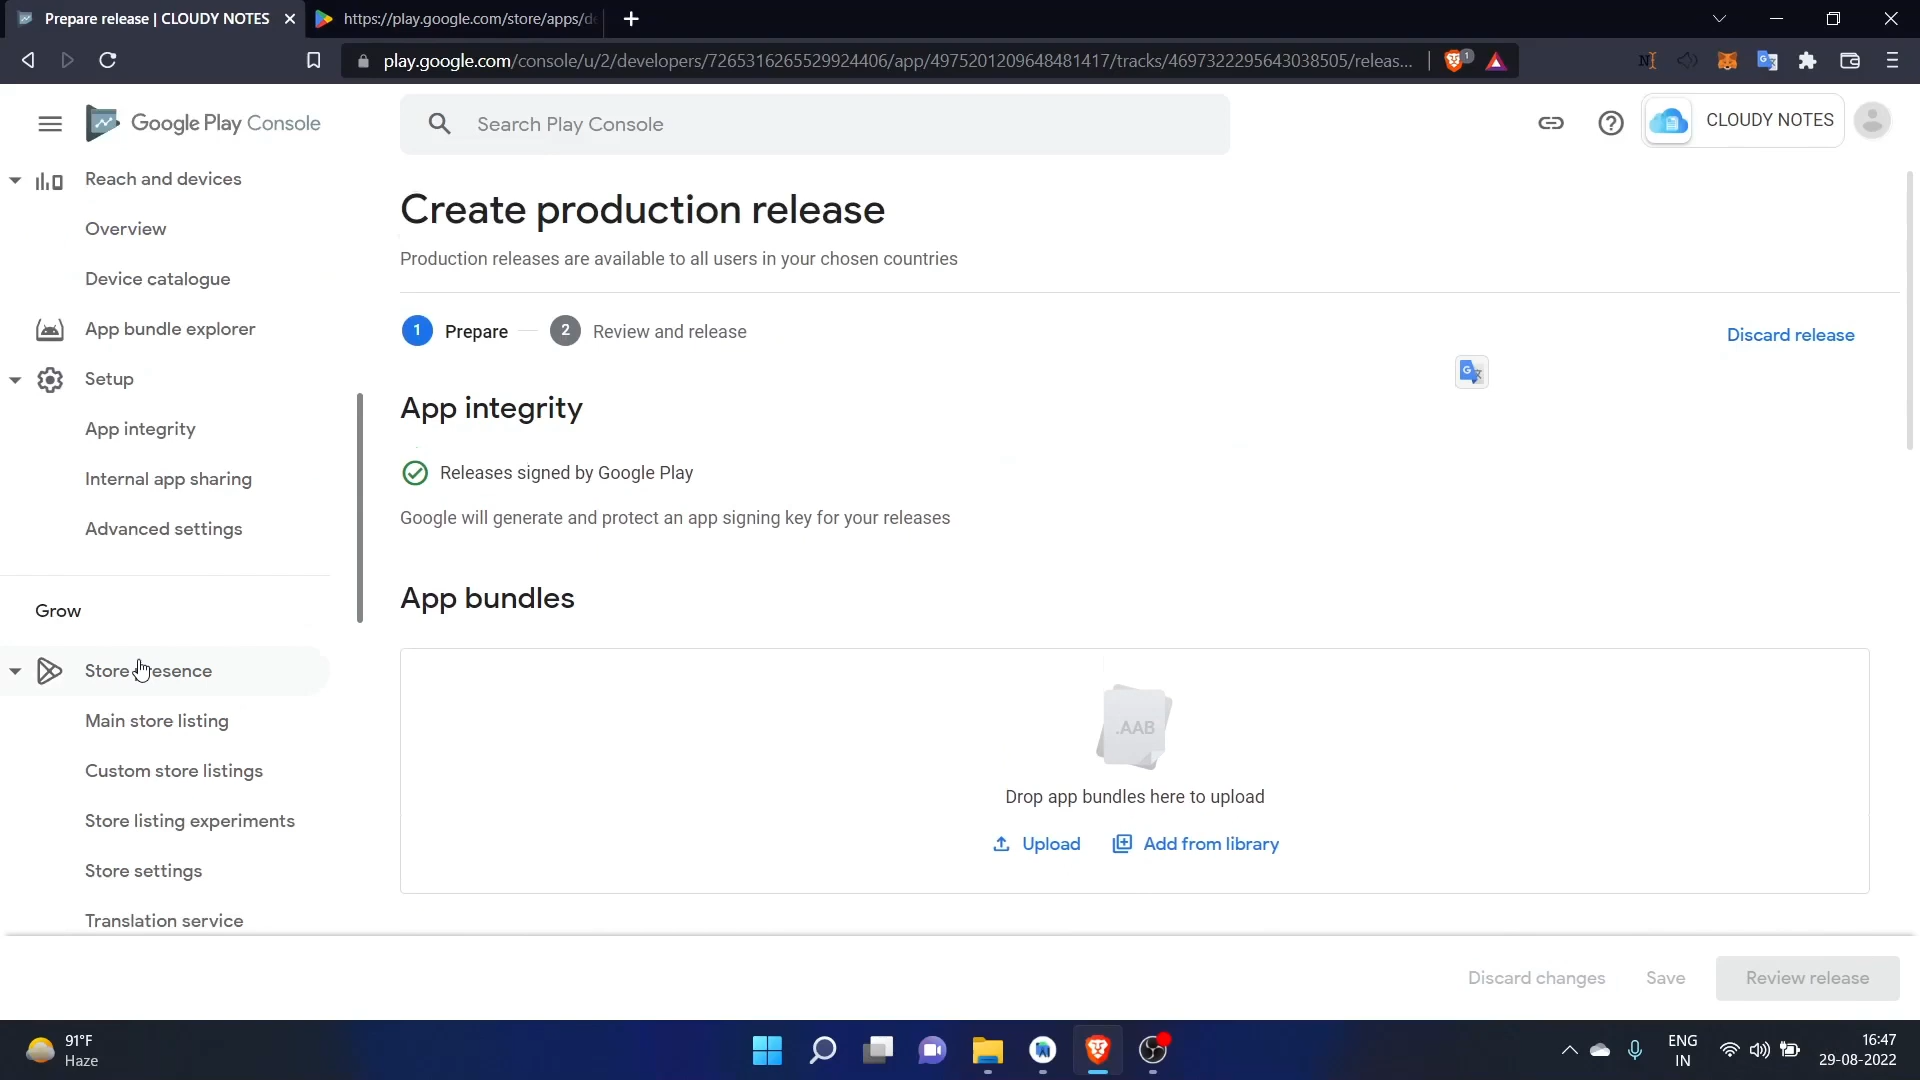 Prepare release | CLOUDY NOTES
https://play.google.com/store/apps/de
play.google.com/console/u/2/developers/7265316265529924406/app/4975201209648481417/tracks/4697322295643038505/releas...
1
Google Play Console
Search Play Console
CLOUDY NOTES
Reach and devices
Overview
Device catalogue
App bundle explorer
Setup
App integrity
Internal app sharing
Advanced settings
Grow
Store presence
Main store listing
Custom store listings
Store listing experiments
Store settings
Translation service
Create production release
Production releases are available to all users in your chosen countries
1 Prepare 2 Review and release
Discard release
App integrity
Releases signed by Google Play
Google will generate and protect an app signing key for your releases
App bundles
.AAB
Drop app bundles here to upload
Upload Add from library
Discard changes Save Review release
91°F
Haze
ENG
IN
16:47
29-08-2022